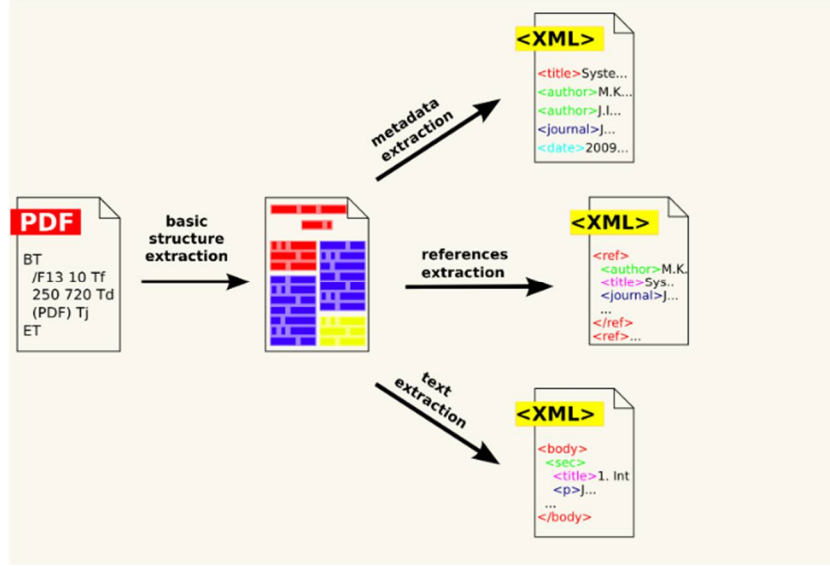 PDF
BT
/F13 10 Tf
250 720 Td
(PDF) Tj
ET
basic
structure
extraction
metadata
extraction
<XML>
<title>Syste...
<author>M.K...
<author>J.I...
<journal>J...
<date>2009...
references
extraction
<XML>
<ref>
<author>M.K.
<title>Sys..
<journal>J...
...
</ref>
<ref>...
text
extraction
<XML>
<body>
<sec>
<title>1. Int
<p>J...
...
</body>